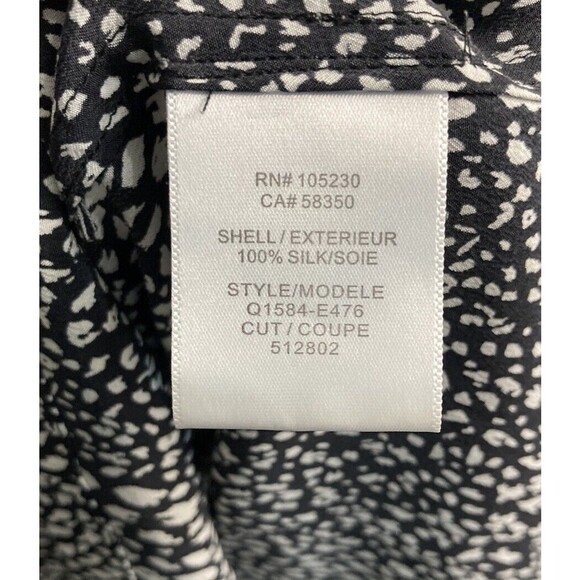 RN# 105230
CA# 58350
SHELL/EXTERIEUR
100% SILK/SOIE
STYLE/MODELE
Q1584-E476
CUT/COUPE
512802